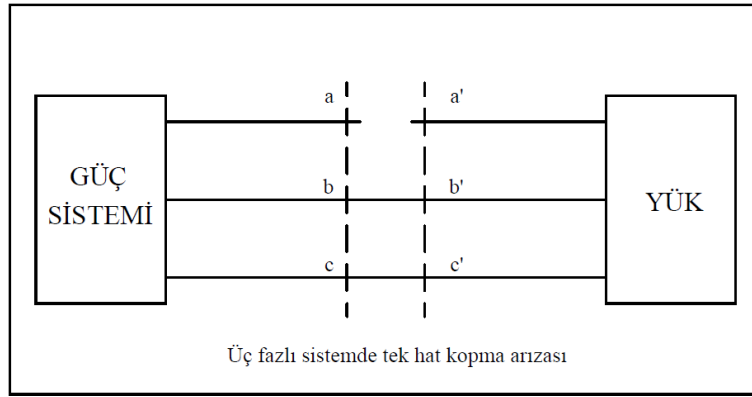 a a'
GÜÇ
SİSTEMİ
b b'
YÜK
c c'
Üç fazlı sistemde tek hat kopma arızası